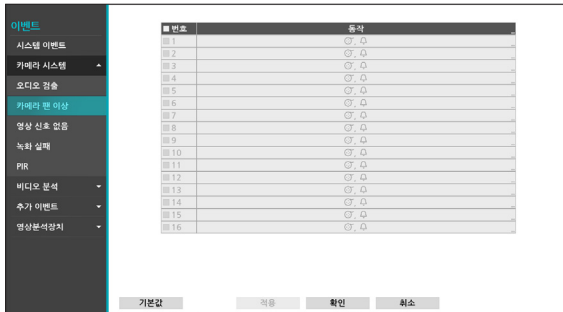 이벤트
시스템 이벤트
카메라 시스템
오디오 검출
카메라 팬 이상
영상 신호 없음
녹화 실패
PIR
비디오 분석
추가 이벤트
영상분석장치
번호 동작
1
2
3
4
5
6
7
8
9
10
11
12
13
14
15
16
기본값 적용 확인 취소